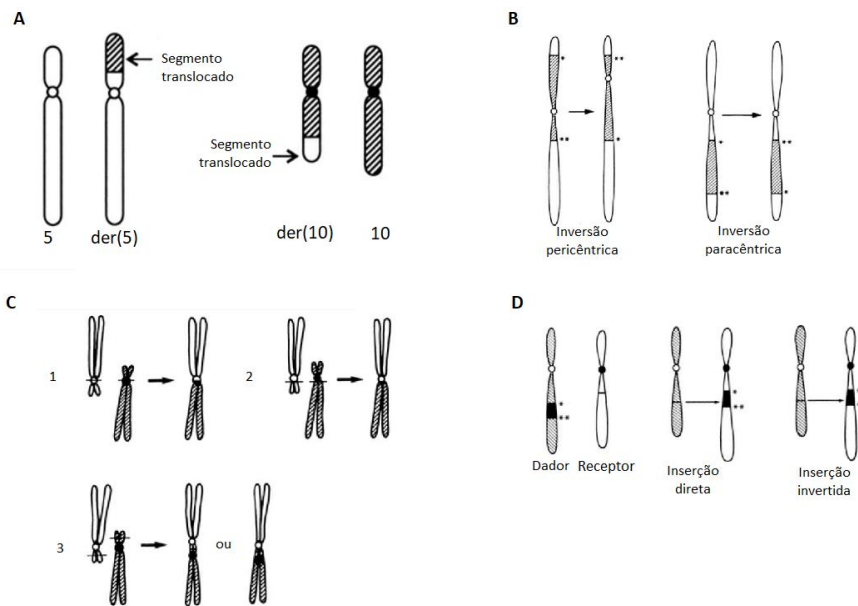 A
Segmento
translocado
Segmento
translocado
5
der(5)
der(10)
10
B
*
**
**
*
Inversão
pericêntrica
*
**
**
*
Inversão
paracêntrica
C
1
2
3
ou
D
*
**
Dador
Receptor
*
**
Inserção
direta
Inserção
invertida